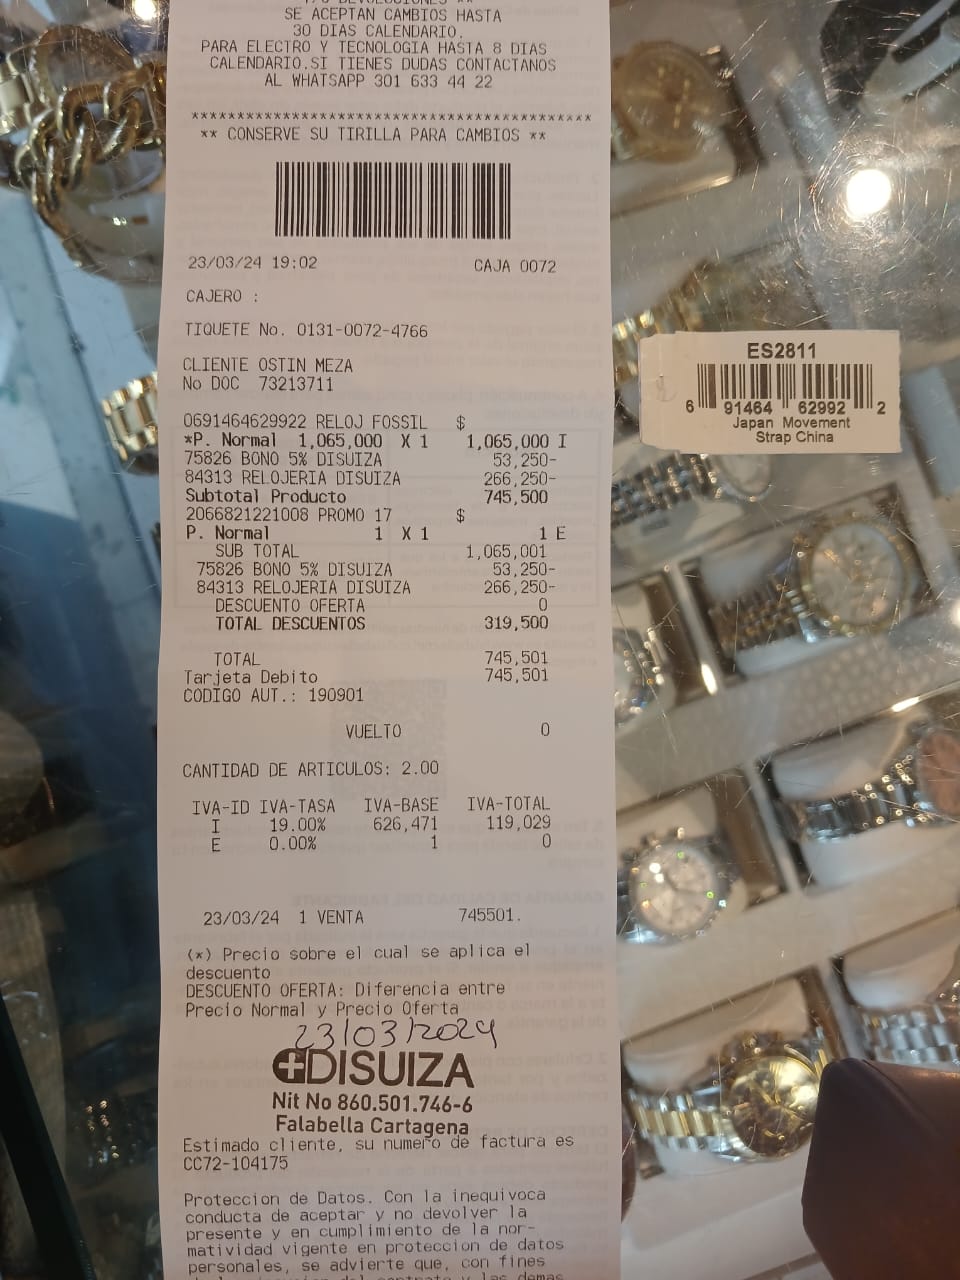 SE ACEPTAN CAMBIOS HASTA
30 DIAS CALENDARIO.
PARA ELECTRO Y TECNOLOGIA HASTA 8 DIAS
CALENDARIO.SI TIENES DUDAS CONTACTANOS
AL WHATSAPP 301 633 44 22
******************************************
** CONSERVE SU TIRILLA PARA CAMBIOS **
23/03/24 19:02 CAJA 0072
CAJERO :
TIQUETE No. 0131-0072-4766
CLIENTE OSTIN MEZA
No DOC 73213711
0691464629922 RELOJ FOSSIL $
*P. Normal 1,065,000 X 1 1,065,000 I
75826 BONO 5% DISUIZA 53,250-
84313 RELOJERIA DISUIZA 266,250-
Subtotal Producto 745,500
2066821221008 PROMO 17 $
P. Normal 1 X 1 1 E
SUB TOTAL 1,065,001
75826 BONO 5% DISUIZA 53,250-
84313 RELOJERIA DISUIZA 266,250-
DESCUENTO OFERTA 0
TOTAL DESCUENTOS 319,500
TOTAL 745,501
Tarjeta Debito 745,501
CODIGO AUT.: 190901
VUELTO 0
CANTIDAD DE ARTICULOS: 2.00
IVA-ID IVA-TASA IVA-BASE IVA-TOTAL
I 19.00% 626,471 119,029
E 0.00% 1 0
23/03/24 1 VENTA 745501.
(*) Precio sobre el cual se aplica el
descuento
DESCUENTO OFERTA: Diferencia entre
Precio Normal y Precio Oferta
23/03/2024
DISUIZA
Nit No 860.501.746-6
Falabella Cartagena
Estimado cliente, su numero de factura es
CC72-104175
Proteccion de Datos. Con la inequivoca
conducta de aceptar y no devolver la
presente y en cumplimiento de la nor-
matividad vigente en proteccion de datos
personales, se advierte que, con fines
ES2811
6 91464 62992 2
Japan Movement
Strap China